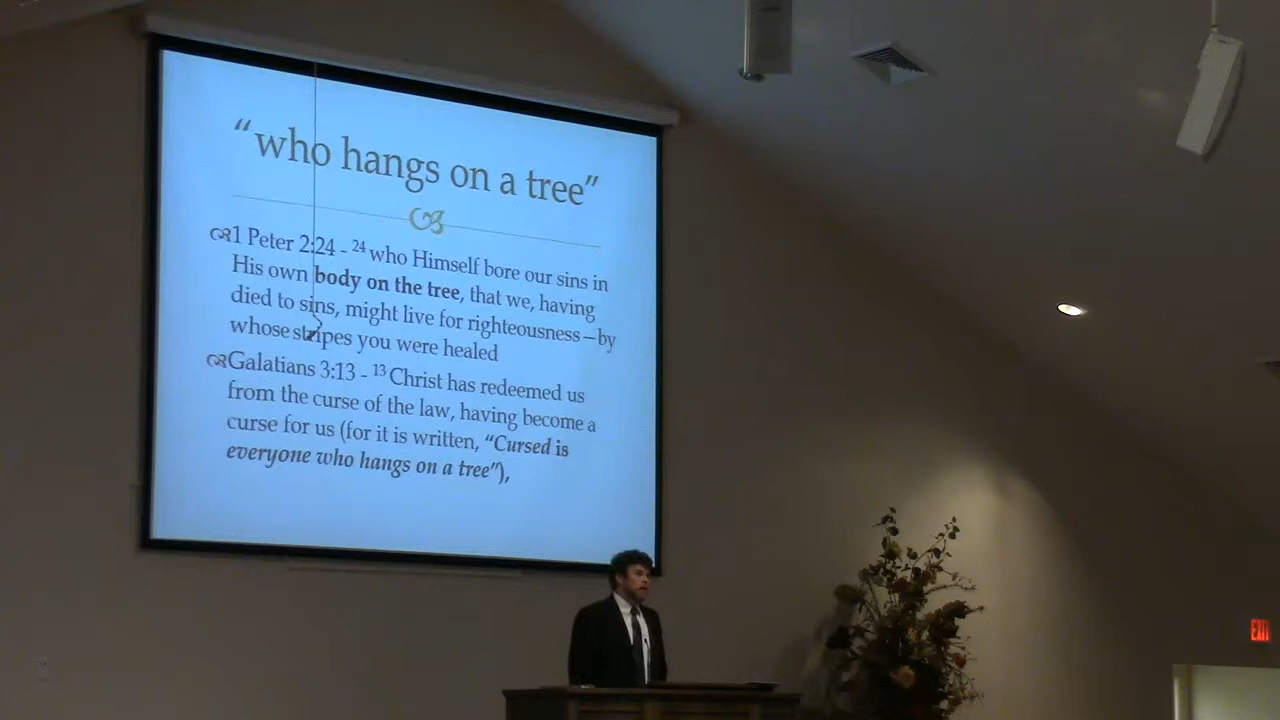 “who hangs on a tree”
1 Peter 2:24 - 24 who Himself bore our sins in
His own body on the tree, that we, having
died to sins, might live for righteousness—by
whose stripes you were healed
Galatians 3:13 - 13 Christ has redeemed us
from the curse of the law, having become a
curse for us (for it is written, “Cursed is
everyone who hangs on a tree”),
EXIT